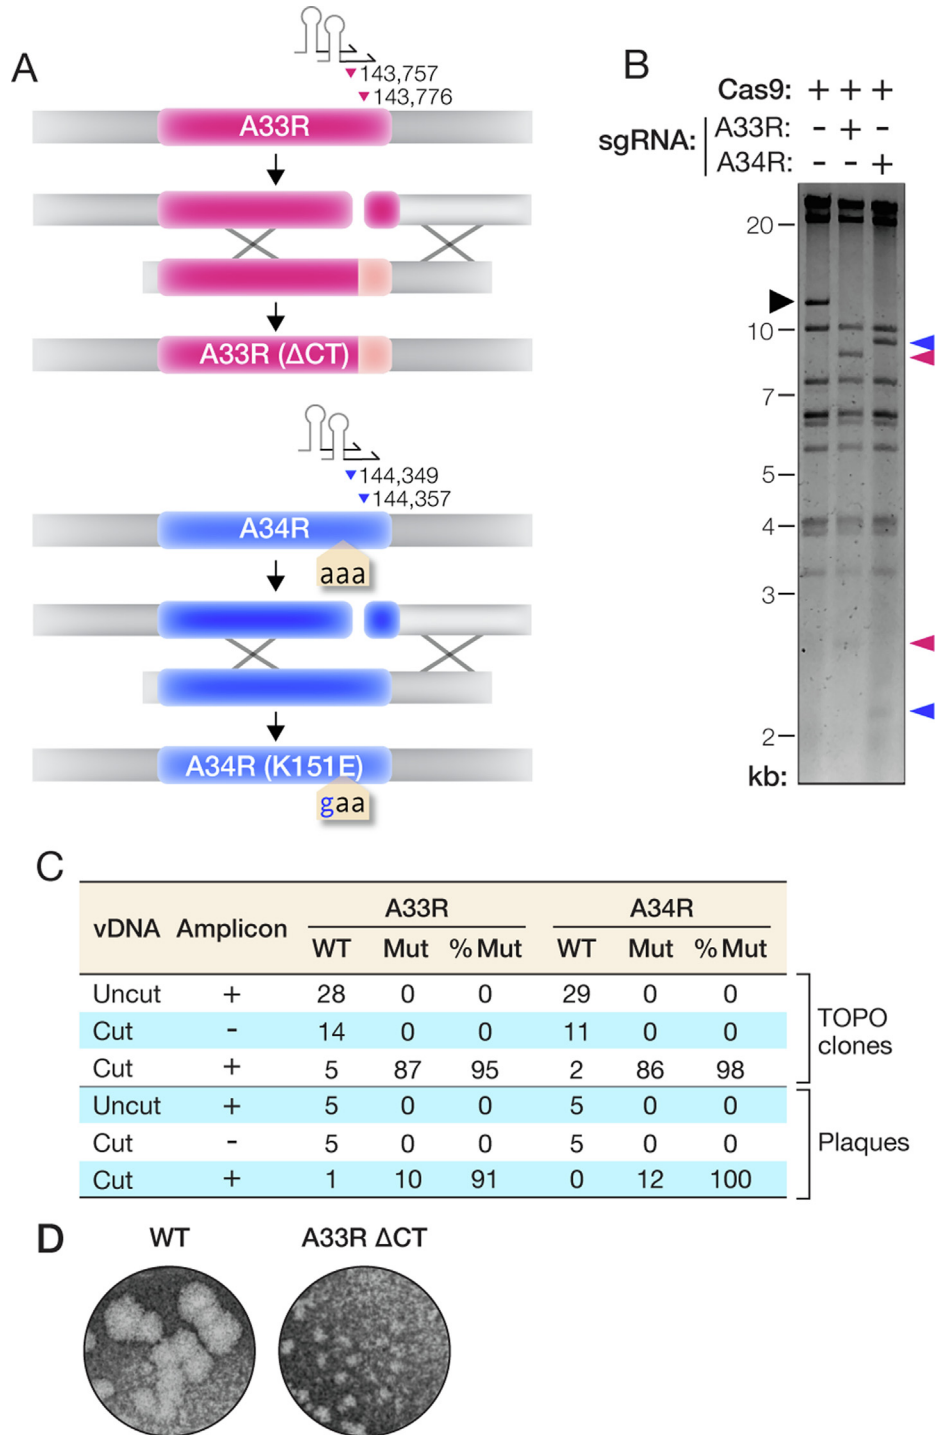 A
143,757
143,776
A33R
A33R (ΔCT)
144,349
144,357
A34R
aaa
A34R (K151E)
gaa
B
Cas9: + + +
sgRNA:
A33R: - + -
A34R: - - +
20
10
7
5
4
3
2
kb:
C
vDNA Amplicon A33R A34R
WT Mut % Mut WT Mut % Mut
Uncut + 28 0 0 29 0 0
Cut - 14 0 0 11 0 0
Cut + 5 87 95 2 86 98
TOPO
clones
Uncut + 5 0 0 5 0 0
Cut - 5 0 0 5 0 0
Cut + 1 10 91 0 12 100
Plaques
D
WT A33R ΔCT